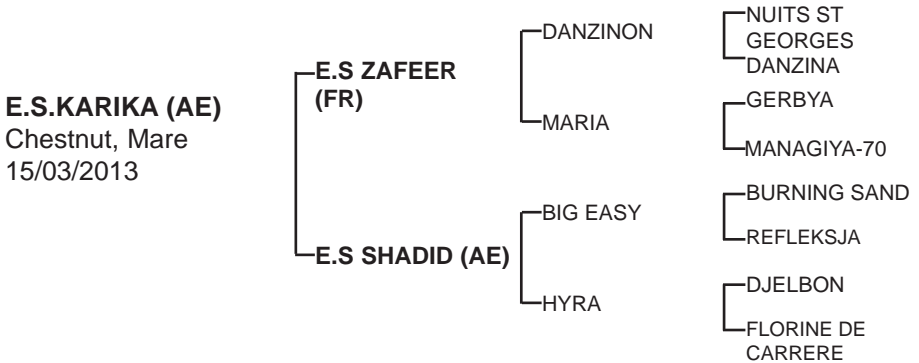 E.S.KARIKA (AE)
Chestnut, Mare
15/03/2013
E.S ZAFEER
(FR)
E.S SHADID (AE)
DANZINON
MARIA
BIG EASY
HYRA
NUITS ST
GEORGES
DANZINA
GERBYA
MANAGIYA-70
BURNING SAND
REFLEKSJA
DJELBON
FLORINE DE
CARRERE